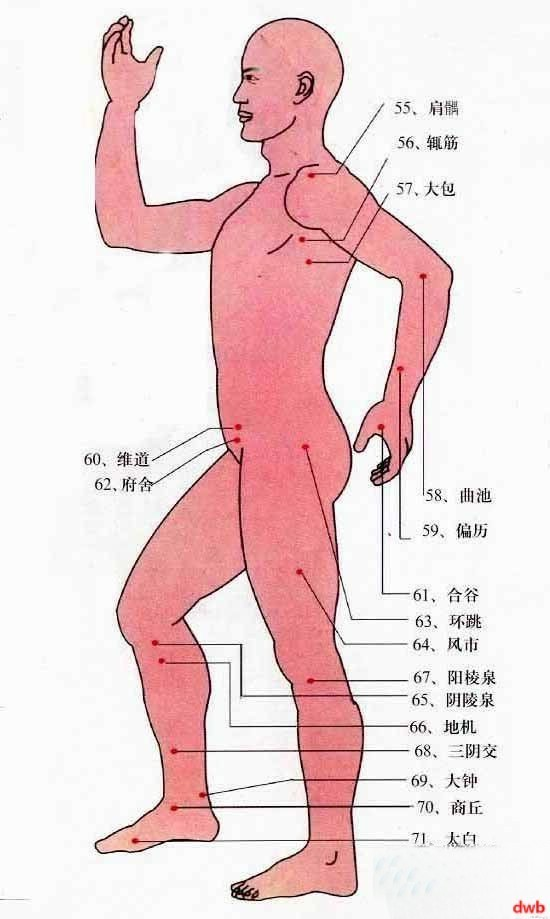 55、肩髃
56、辄筋
57、大包
60、维道
62、府舍
58、曲池
59、偏历
61、合谷
63、环跳
64、风市
67、阳棱泉
65、阴陵泉
66、地机
68、三阴交
69、大钟
70、商丘
71、太白
dwb